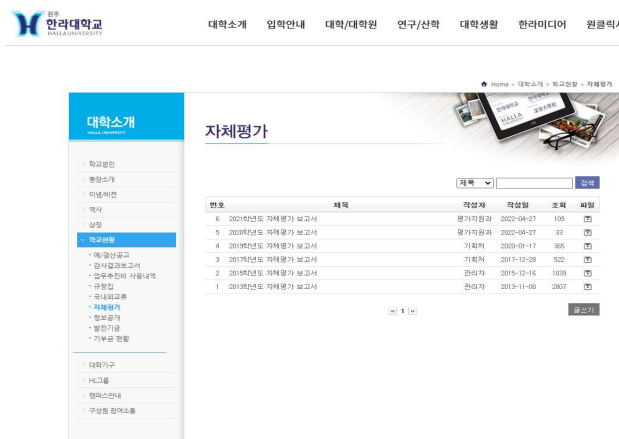 원주
한라대학교
HALLA UNIVERSITY
대학소개 입학안내 대학/대학원 연구/산학 대학생활 한라미디어 원클릭서
Home > 대학소개 > 학교현황 > 자체평가
대학소개
HALLA UNIVERSITY
자체평가
학교법인
총장소개
이념/비전
역사
상징
학교현황
예/결산공고
감사결과보고서
업무추진비 사용내역
규정집
국내외교류
자체평가
정보공개
발전기금
기부금 현황
대학기구
HL그룹
캠퍼스안내
구성원 참여소통
제목 검색
번호 제목 작성자 작성일 조회 파일
6 2021학년도 자체평가 보고서 평가지원과 2022-04-27 109
5 2020학년도 자체평가 보고서 평가지원과 2022-04-27 33
4 2019학년도 자체평가 보고서 기획처 2020-01-17 365
3 2017학년도 자체평가 보고서 기획처 2017-12-28 522
2 2015학년도 자체평가 보고서 관리자 2015-12-16 1039
1 2013학년도 자체평가 보고서 관리자 2013-11-08 2807
« 1 »
글쓰기